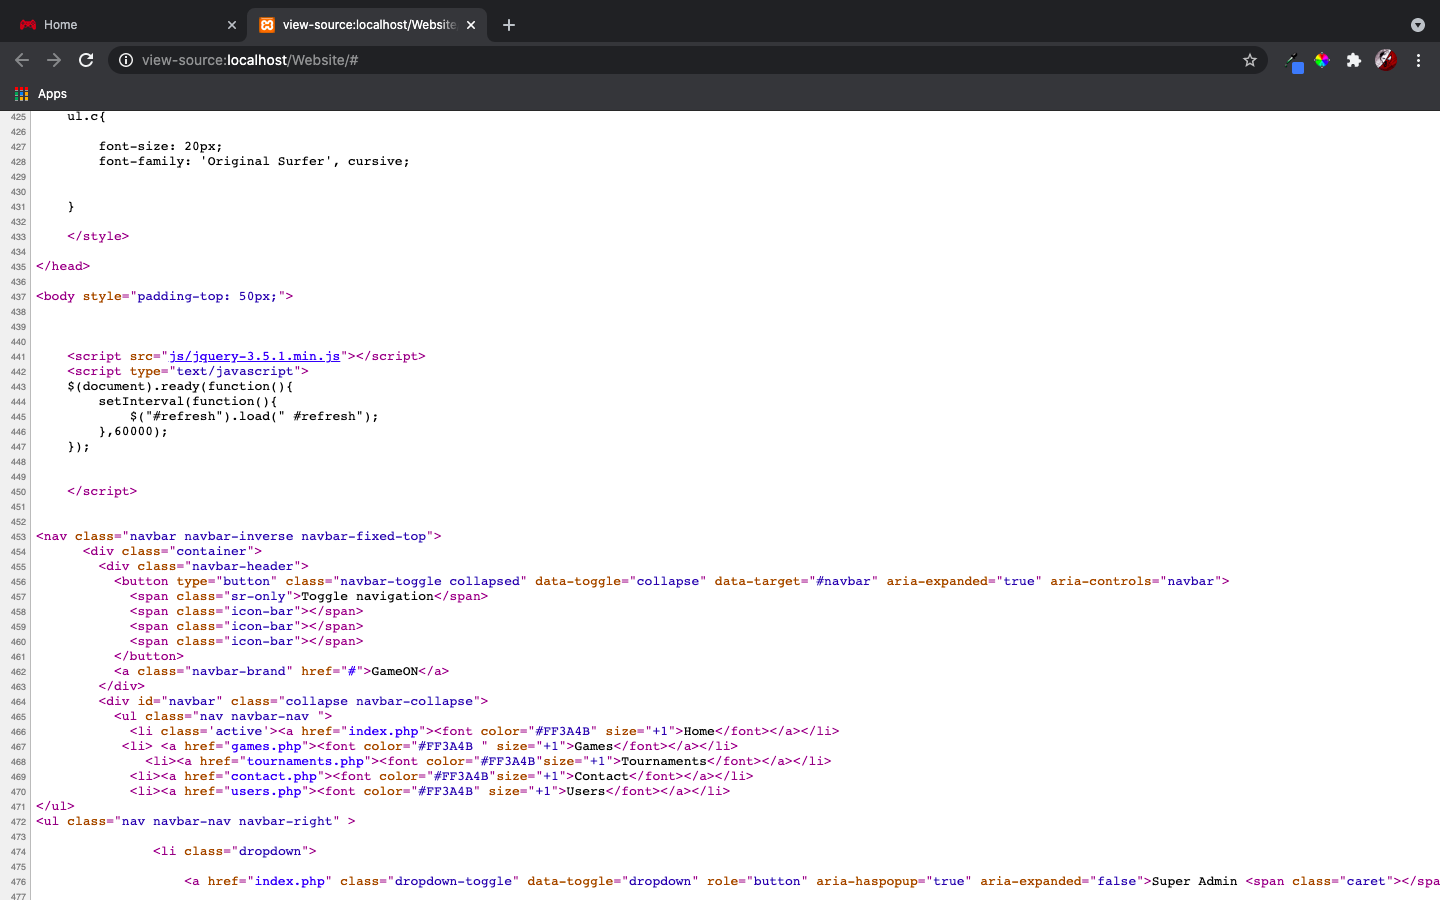 Home
view-source:localhost/Website
view-source:localhost/Website/#
Apps
425 ul.c{
426
427 font-size: 20px;
428 font-family: 'Original Surfer', cursive;
429
430
431 }
432
433 </style>
434
435 </head>
436
437 <body style="padding-top: 50px;">
438
439
440
441 <script src="js/jquery-3.5.1.min.js"></script>
442 <script type="text/javascript">
443 $(document).ready(function(){
444 setInterval(function(){
445 $("#refresh").load(" #refresh");
446 },60000);
447 });
448
449
450 </script>
451
452
453 <nav class="navbar navbar-inverse navbar-fixed-top">
454 <div class="container">
455 <div class="navbar-header">
456 <button type="button" class="navbar-toggle collapsed" data-toggle="collapse" data-target="#navbar" aria-expanded="true" aria-controls="navbar">
457 <span class="sr-only">Toggle navigation</span>
458 <span class="icon-bar"></span>
459 <span class="icon-bar"></span>
460 <span class="icon-bar"></span>
461 </button>
462 <a class="navbar-brand" href="#">GameON</a>
463 </div>
464 <div id="navbar" class="collapse navbar-collapse">
465 <ul class="nav navbar-nav ">
466 <li class='active'><a href="index.php"><font color="#FF3A4B" size="+1">Home</font></a></li>
467 <li> <a href="games.php"><font color="#FF3A4B " size="+1">Games</font></a></li>
468 <li><a href="tournaments.php"><font color="#FF3A4B"size="+1">Tournaments</font></a></li>
469 <li><a href="contact.php"><font color="#FF3A4B"size="+1">Contact</font></a></li>
470 <li><a href="users.php"><font color="#FF3A4B" size="+1">Users</font></a></li>
471 </ul>
472 <ul class="nav navbar-nav navbar-right" >
473
474 <li class="dropdown">
475
476 <a href="index.php" class="dropdown-toggle" data-toggle="dropdown" role="button" aria-haspopup="true" aria-expanded="false">Super Admin <span class="caret"></spa
477